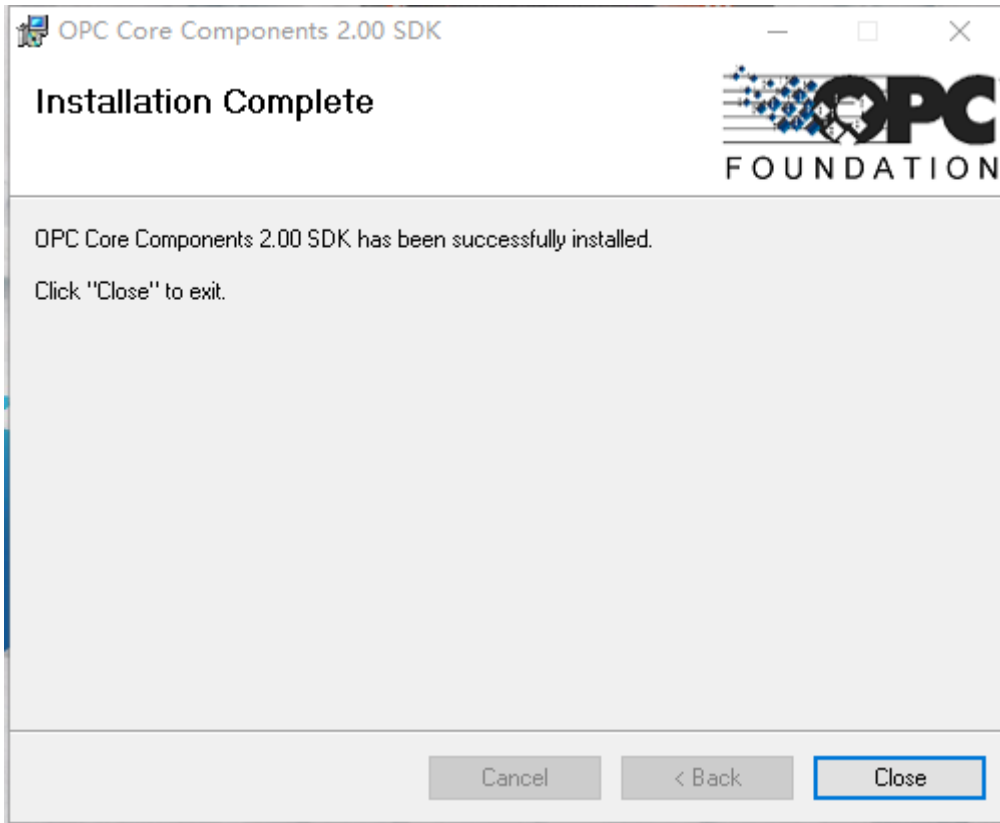 OPC Core Components 2.00 SDK
Installation Complete
OPC
FOUNDATION
OPC Core Components 2.00 SDK has been successfully installed.
Click "Close" to exit.
Cancel
< Back
Close